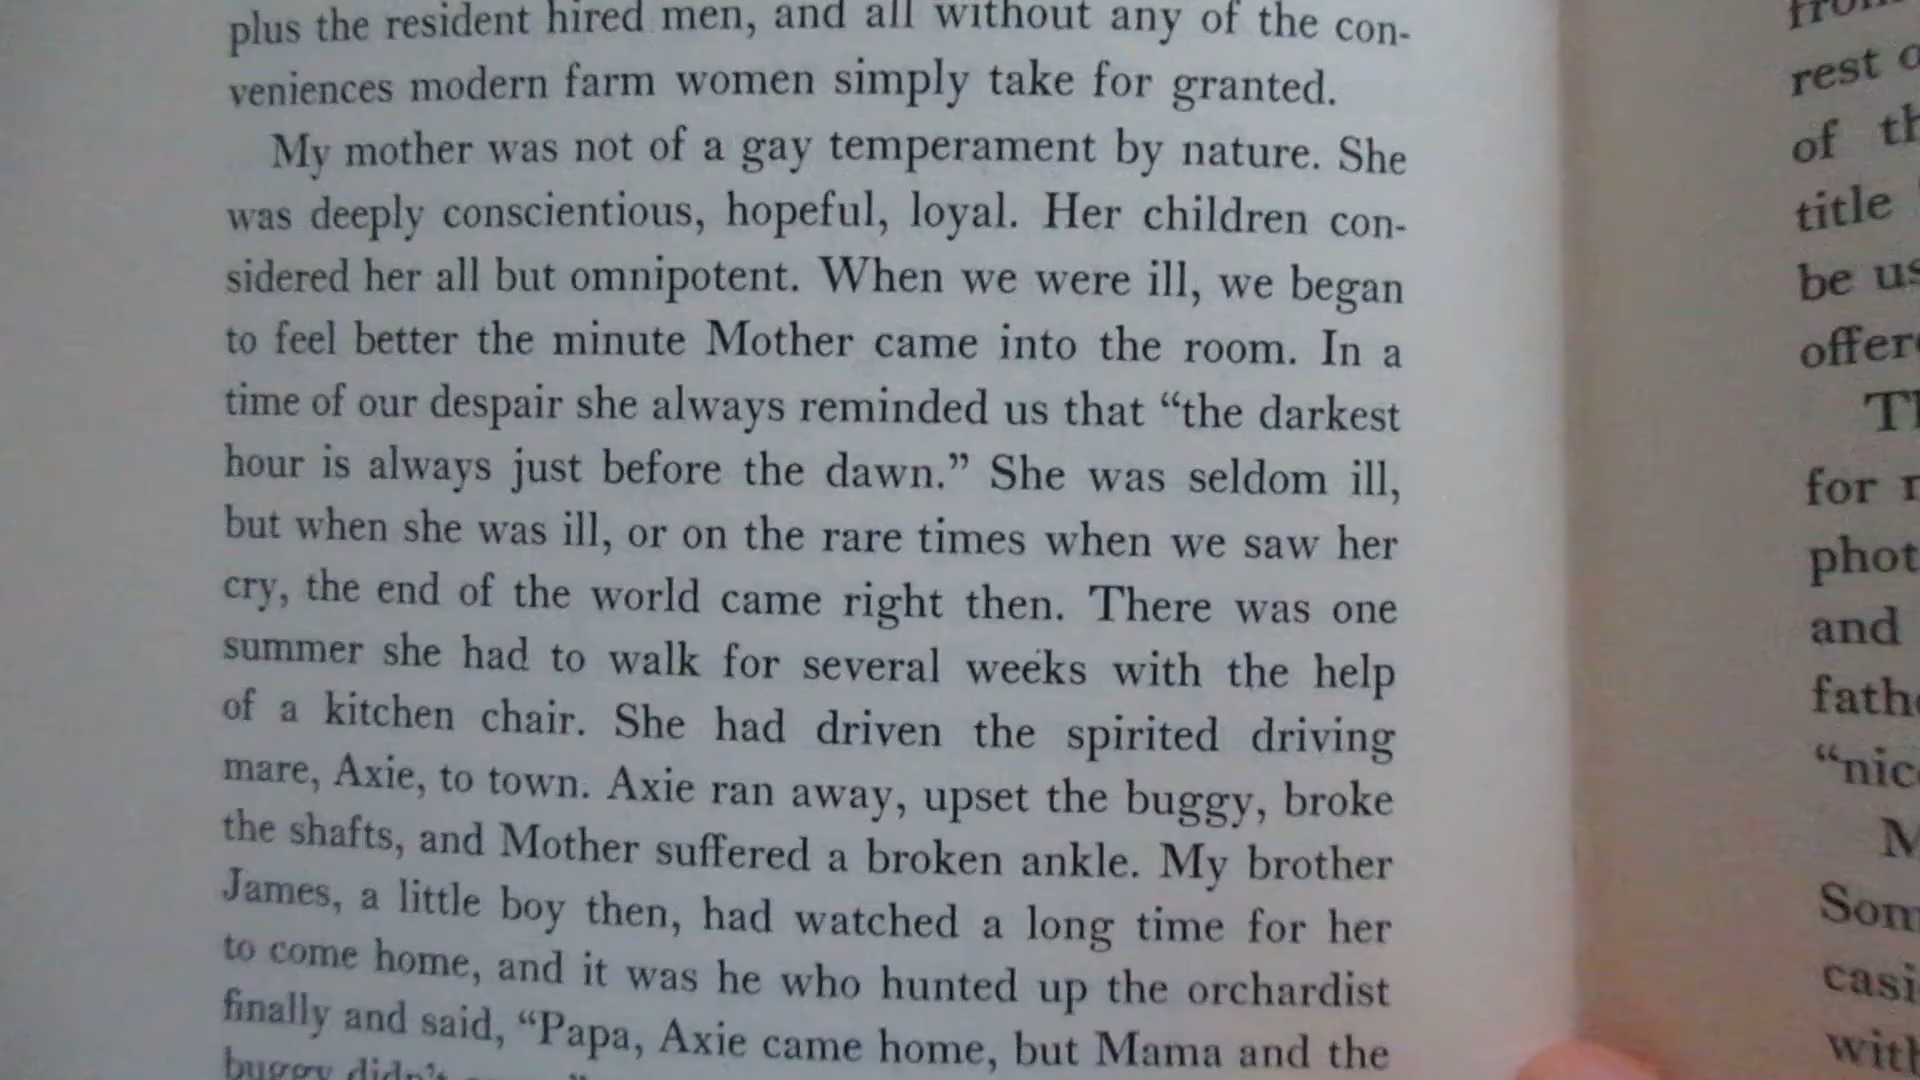 plus the resident hired men, and all without any of the con-
veniences modern farm women simply take for granted.
My mother was not of a gay temperament by nature. She
was deeply conscientious, hopeful, loyal. Her children con-
sidered her all but omnipotent. When we were ill, we began
to feel better the minute Mother came into the room. In a
time of our despair she always reminded us that “the darkest
hour is always just before the dawn.” She was seldom ill,
but when she was ill, or on the rare times when we saw her
cry, the end of the world came right then. There was one
summer she had to walk for several weeks with the help
of a kitchen chair. She had driven the spirited driving
mare, Axie, to town. Axie ran away, upset the buggy, broke
the shafts, and Mother suffered a broken ankle. My brother
James, a little boy then, had watched a long time for her
to come home, and it was he who hunted up the orchardist
finally and said, “Papa, Axie came home, but Mama and the
buggy didn't
rest
of
title
be
for
and